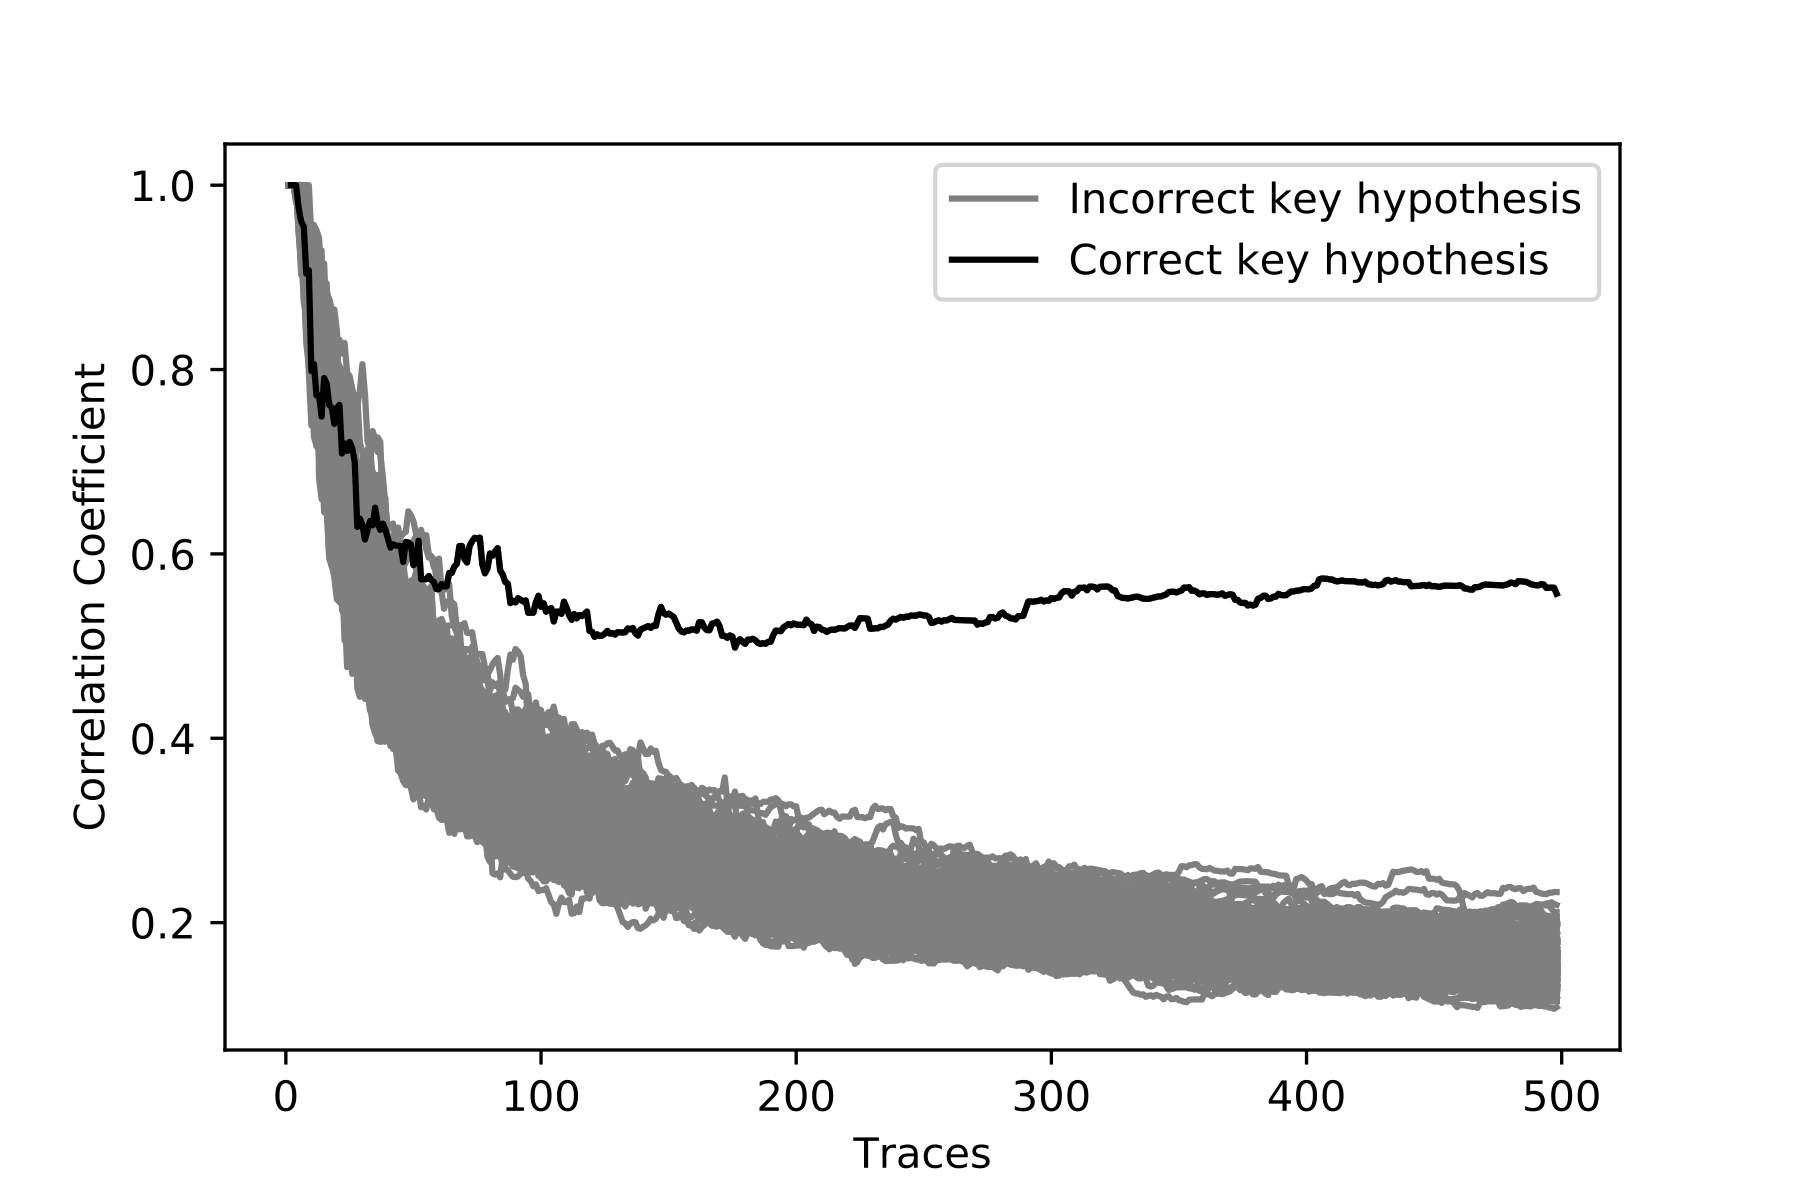 Incorrect key hypothesis
Correct key hypothesis
1.0
0.8
0.6
0.4
0.2
Correlation Coefficient
0 100 200 300 400 500
Traces